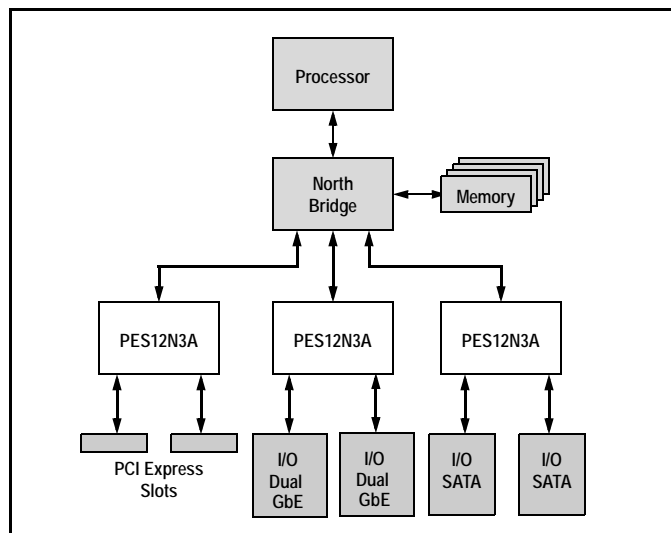 Processor
North
Bridge
Memory
PES12N3A
PES12N3A
PES12N3A
PCI Express
Slots
I/O
Dual
GbE
I/O
Dual
GbE
I/O
SATA
I/O
SATA